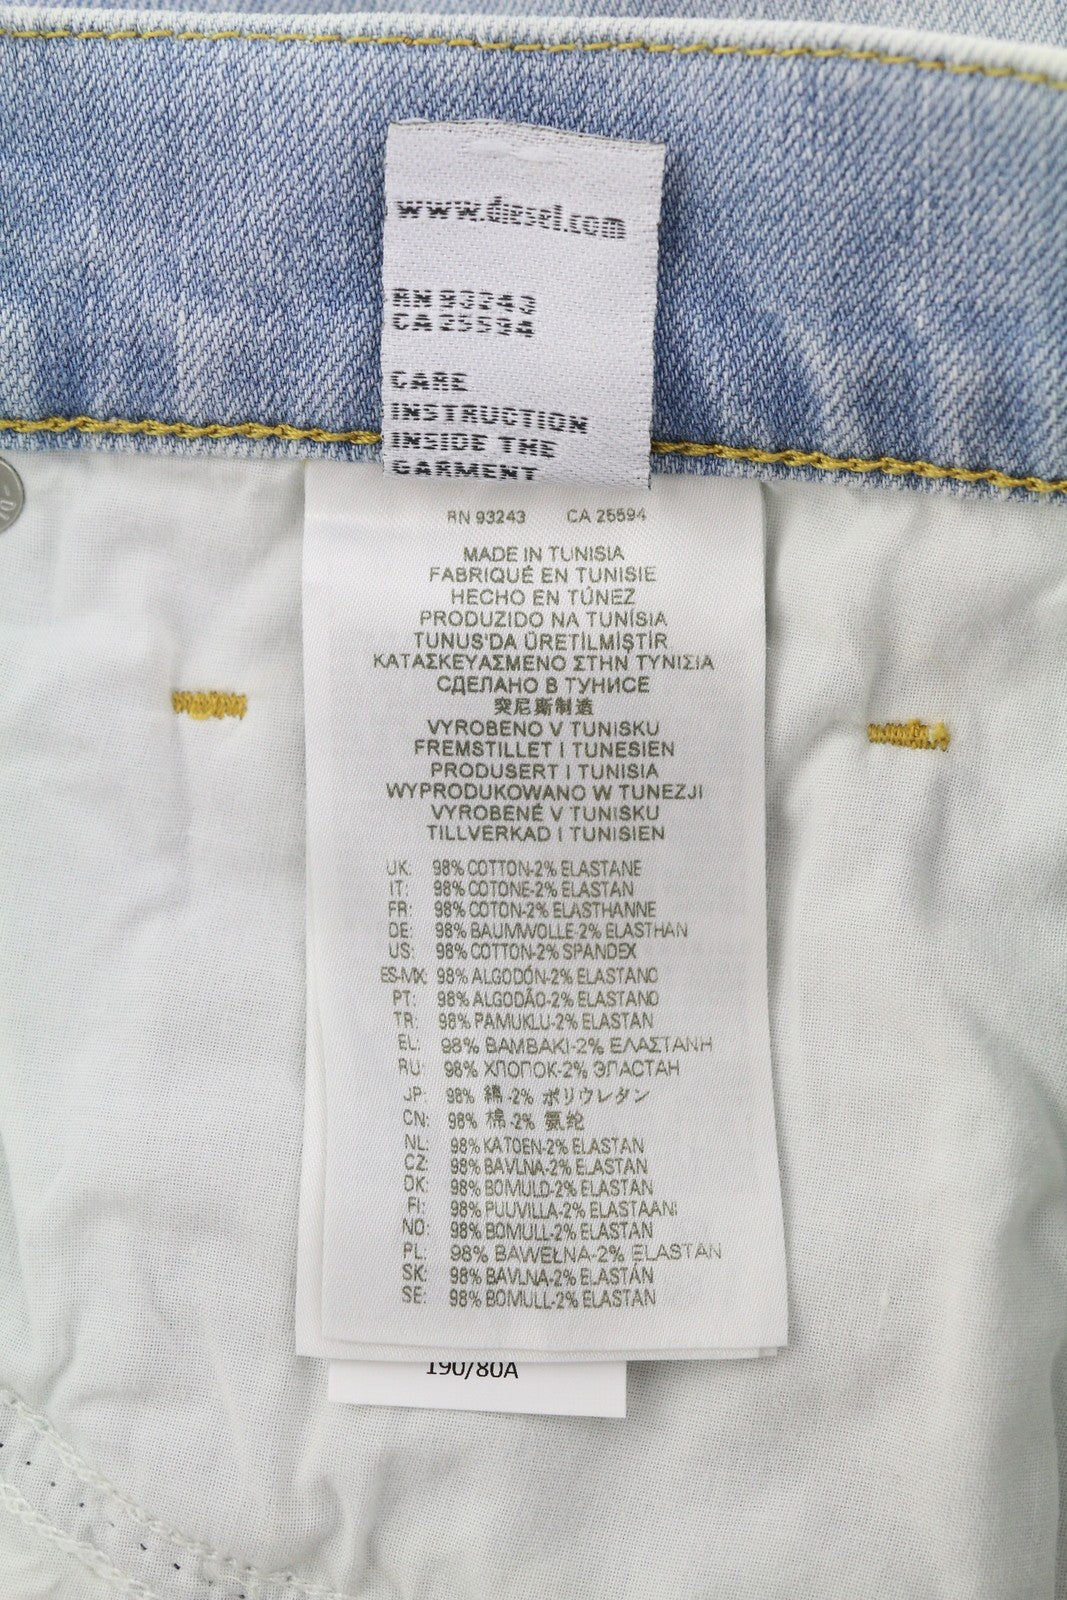 www.diesel.com
RN 93243
CA 25594
CARE
INSTRUCTION
INSIDE THE
GARMENT
RN 93243 CA 25594
MADE IN TUNISIA
FABRIQUÉ EN TUNISIE
HECHO EN TÚNEZ
PRODUZIDO NA TUNÍSIA
TUNUS'DA ÜRETİLMİŞTİR
ΚΑΤΑΣΚΕΥΑΣΜΕΝΟ ΣΤΗΝ ΤΥΝΙΣΙΑ
СДЕЛАНО В ТУНИСЕ
突尼斯制造
VYROBENO V TUNISKU
FREMSTILLET I TUNESIEN
PRODUSERT I TUNISIA
WYPRODUKOWANO W TUNEZJI
VYROBENÉ V TUNISKU
TILLVERKAD I TUNISIEN
UK: 98% COTTON-2% ELASTANE
IT: 98% COTONE-2% ELASTAN
FR: 98% COTON-2% ELASTHANNE
DE: 98% BAUMWOLLE-2% ELASTHAN
US: 98% COTTON-2% SPANDEX
ES-MX: 98% ALGODÓN-2% ELASTANO
PT: 98% ALGODÃO-2% ELASTANO
TR: 98% PAMUKLU-2% ELASTAN
EL: 98% ΒΑΜΒΑΚΙ-2% ΕΛΑΣΤΑΝΗ
RU: 98% ХЛОПОК-2% ЭЛАСТАН
JP: 98% 綿-2% ポリウレタン
CN: 98% 棉-2% 氨纶
NL: 98% KATOEN-2% ELASTAN
CZ: 98% BAVLNA-2% ELASTAN
DK: 98% BOMULD-2% ELASTAN
FI: 98% PUUVILLA-2% ELASTAANI
NO: 98% BOMULL-2% ELASTAN
PL: 98% BAWEŁNA-2% ELASTAN
SK: 98% BAVLNA-2% ELASTÁN
SE: 98% BOMULL-2% ELASTAN
190/80A